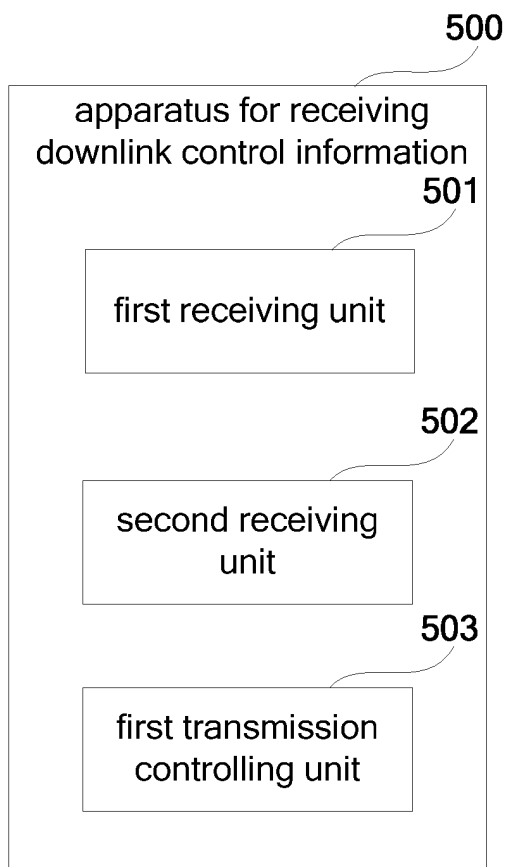 500
apparatus for receiving
downlink control information
501
first receiving unit
502
second receiving
unit
503
first transmission
controlling unit